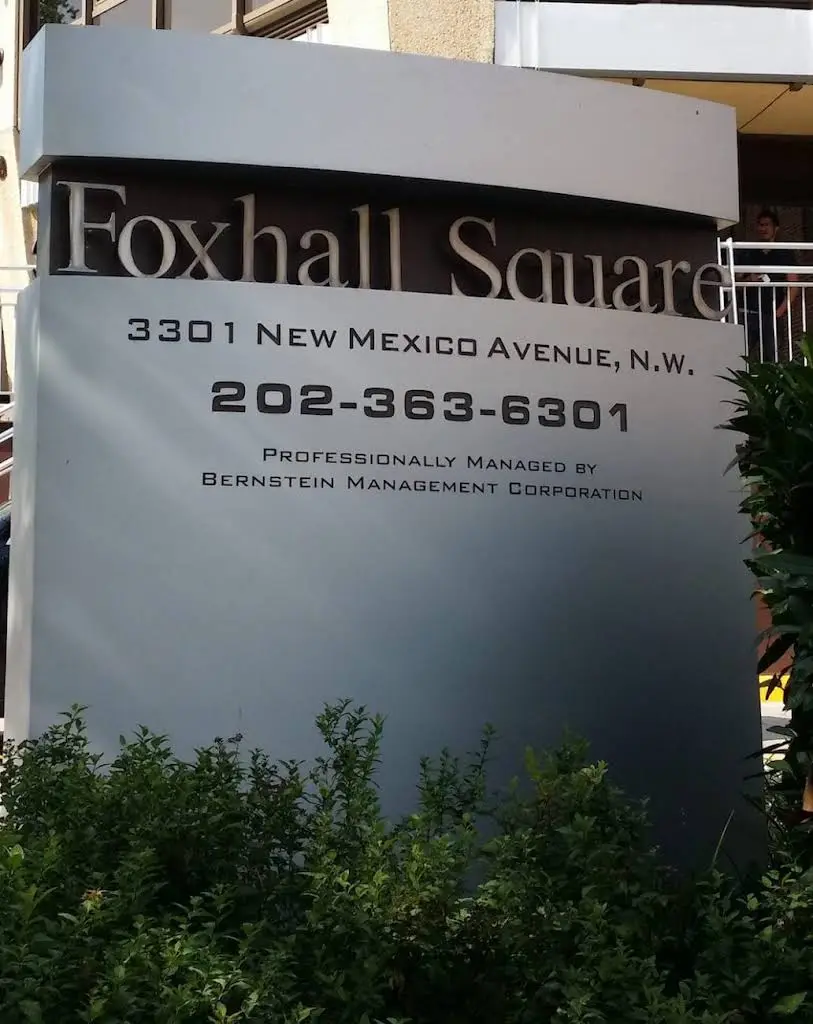 Foxhall Square
3301 New Mexico Avenue, N.W.
202-363-6301
Professionally Managed by
Bernstein Management Corporation